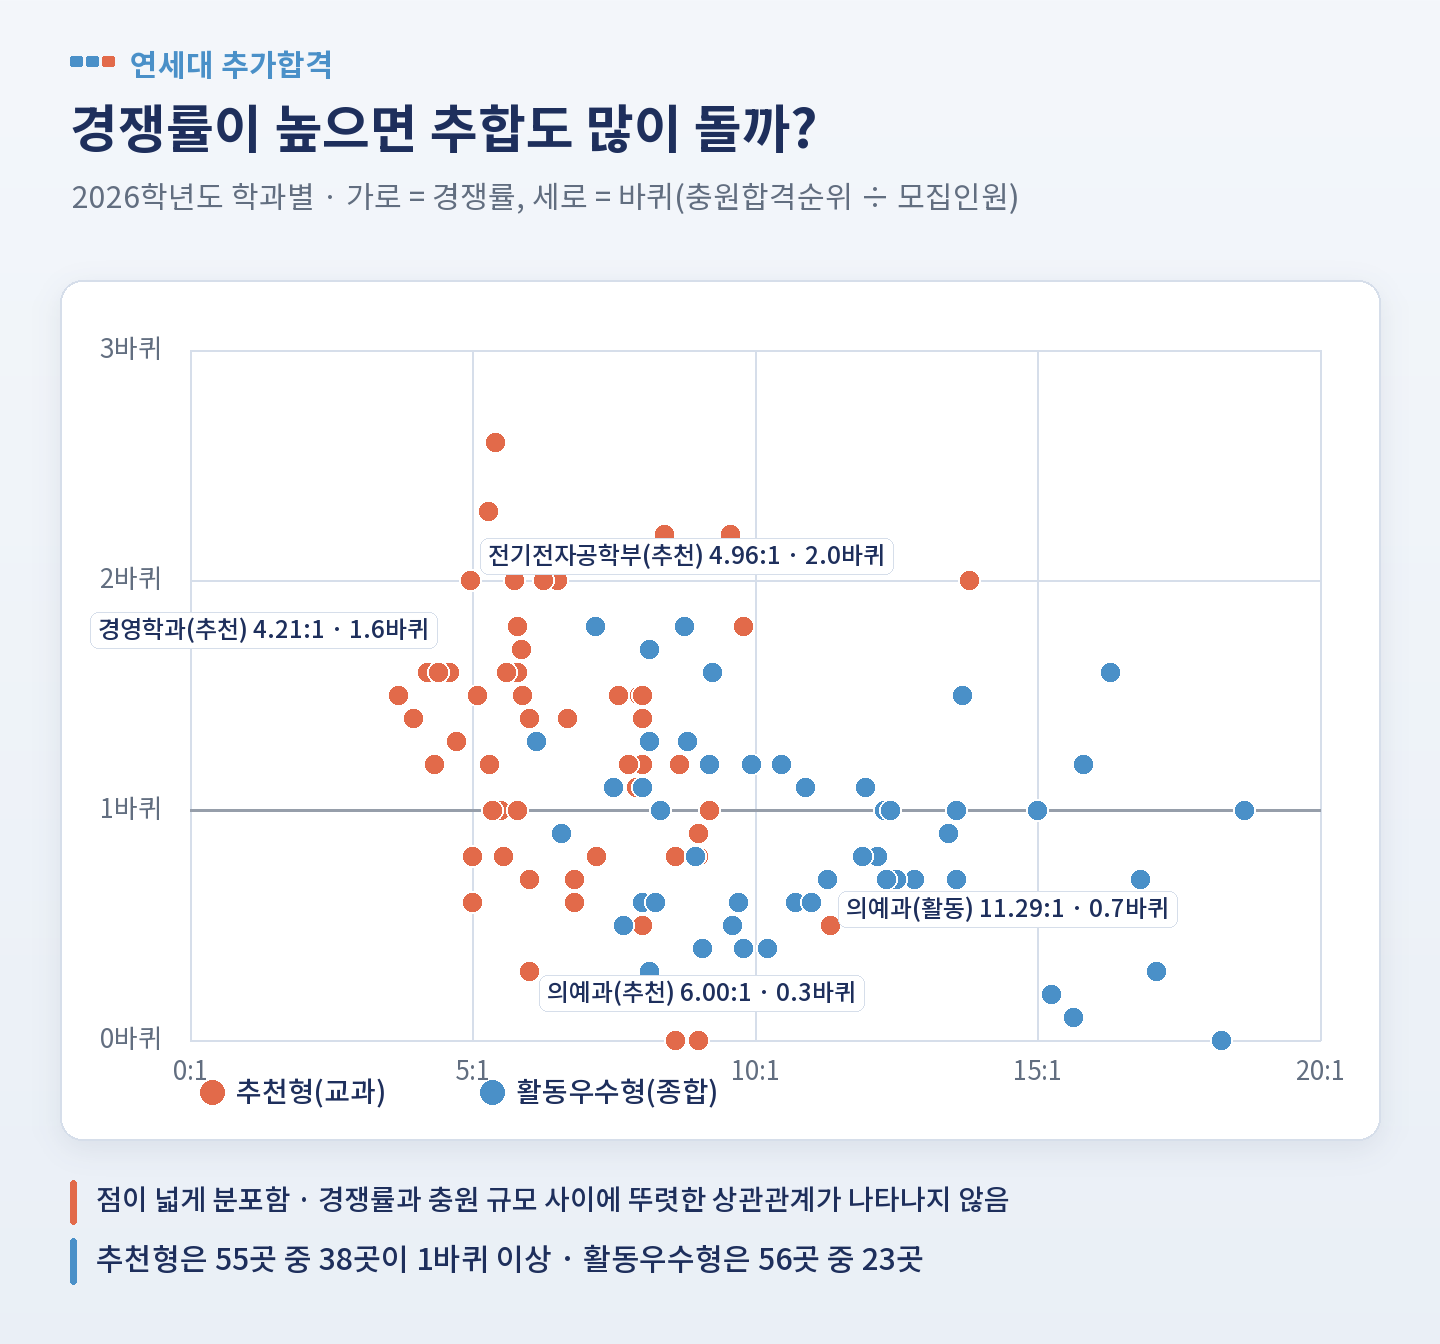 연세대 추가합격
경쟁률이 높으면 추합도 많이 돌까?
2026학년도 학과별 · 가로 = 경쟁률, 세로 = 바퀴(충원합격순위 ÷ 모집인원)
3바퀴
전기전자공학부(추천) 4.96:1 · 2.0바퀴
2바퀴
경영학과(추천) 4.21:1 · 1.6바퀴
1바퀴
의예과(활동) 11.29:1 · 0.7바퀴
의예과(추천) 6.00:1 · 0.3바퀴
0바퀴
0:1 5:1 10:1 15:1 20:1
추천형(교과) 활동우수형(종합)
점이 넓게 분포함 · 경쟁률과 충원 규모 사이에 뚜렷한 상관관계가 나타나지 않음
추천형은 55곳 중 38곳이 1바퀴 이상 · 활동우수형은 56곳 중 23곳